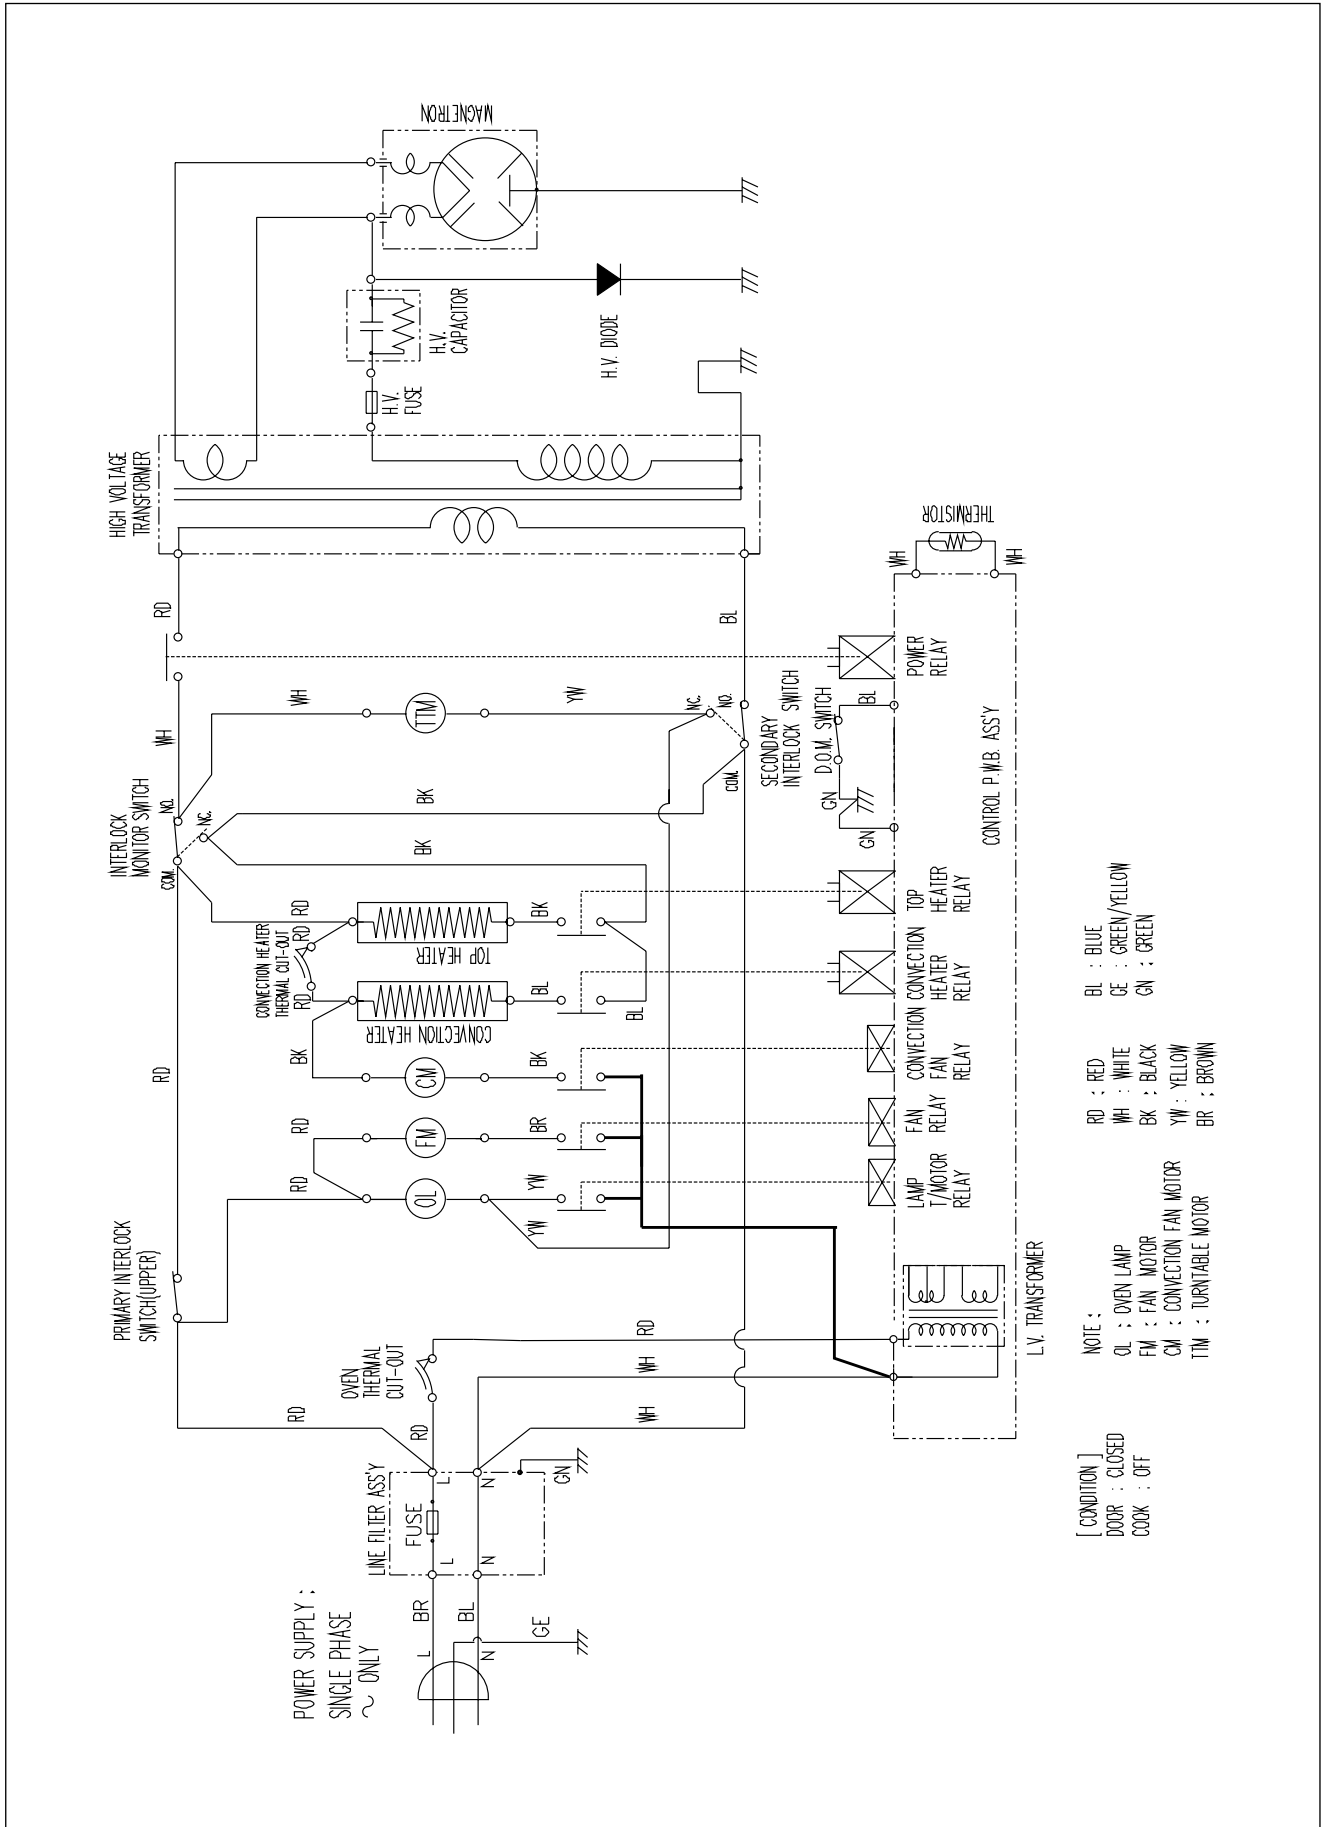 POWER SUPPLY :
SINGLE PHASE
~ ONLY
L
N
BR
BL
GE
LINE FILTER ASS'Y
FUSE
L
N
L
N
GN
RD
RD
OVEN
THERMAL
CUT-OUT
RD
WH
WH
PRIMARY INTERLOCK
SWITCH(UPPER)
RD
RD
RD
OL
FM
CM
YW
YW
BR
BK
BK
CONVECTION HEATER
THERMAL CUT-OUT
RD
RD
RD
CONVECTION HEATER
TOP HEATER
BL
BL
BK
INTERLOCK
MONITOR SWITCH
COM.
NO.
NC.
BK
BK
WH
WH
TTM
YW
NC.
NO.
COM.
SECONDARY
INTERLOCK SWITCH
D.O.M. SWITCH
BL
GN
GN
RD
BL
HIGH VOLTAGE
TRANSFORMER
H.V.
FUSE
H.V.
CAPACITOR
H.V. DIODE
MAGNETRON
L.V. TRANSFORMER
LAMP
T/MOTOR
RELAY
FAN
RELAY
CONVECTION
FAN
RELAY
CONVECTION
HEATER
RELAY
TOP
HEATER
RELAY
CONTROL P.W.B. ASS'Y
POWER
RELAY
WH
WH
THERMISTOR
[ CONDITION ]
DOOR : CLOSED
COOK : OFF
NOTE :
OL : OVEN LAMP
FM : FAN MOTOR
CM : CONVECTION FAN MOTOR
TTM : TURNTABLE MOTOR
RD : RED
WH : WHITE
BK : BLACK
YW : YELLOW
BR : BROWN
BL : BLUE
GE : GREEN/YELLOW
GN : GREEN